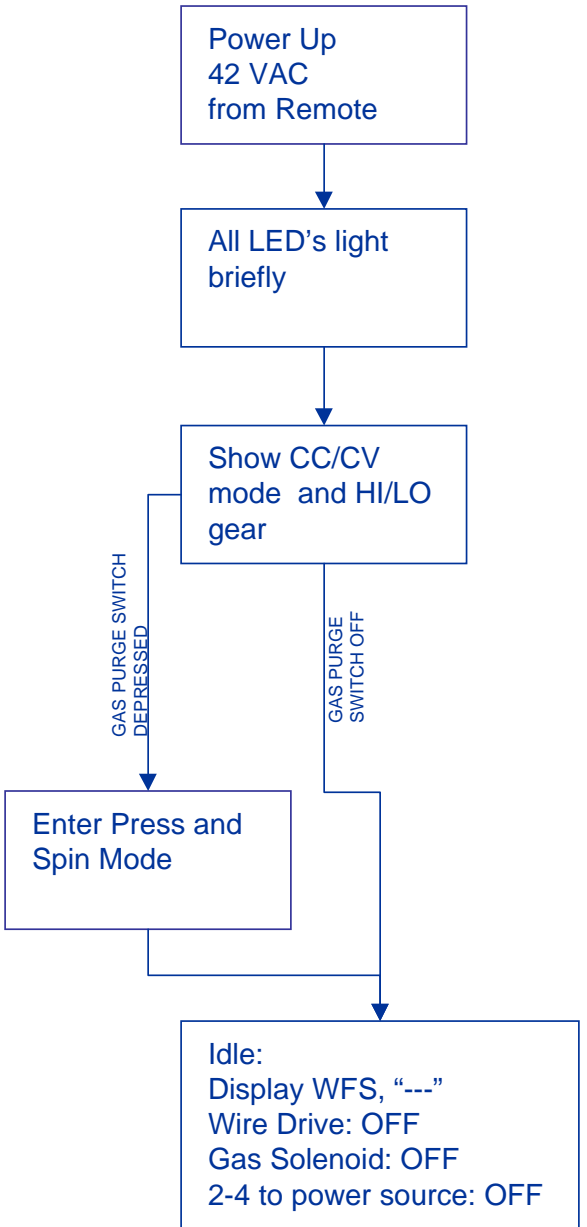 Power Up
42 VAC
from Remote
All LED’s light
briefly
Show CC/CV
mode and HI/LO
gear
GAS PURGE SWITCH
DEPRESSED
GAS PURGE
SWITCH OFF
Enter Press and
Spin Mode
Idle:
Display WFS, “---”
Wire Drive: OFF
Gas Solenoid: OFF
2-4 to power source: OFF